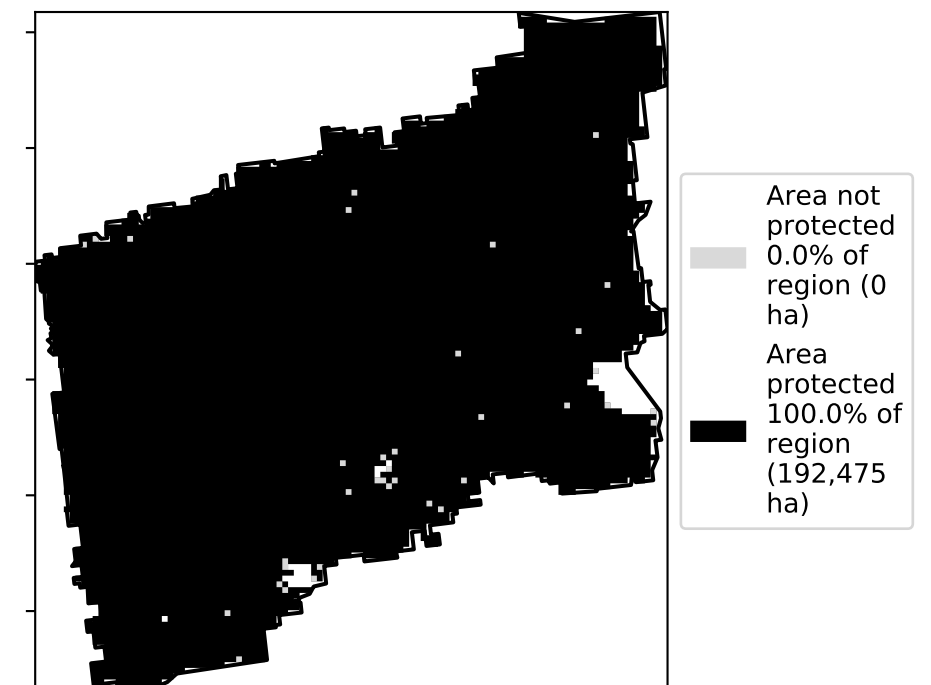 Area not
protected
0.0% of
region (0
ha)
Area
protected
100.0% of
region
(192,475
ha)